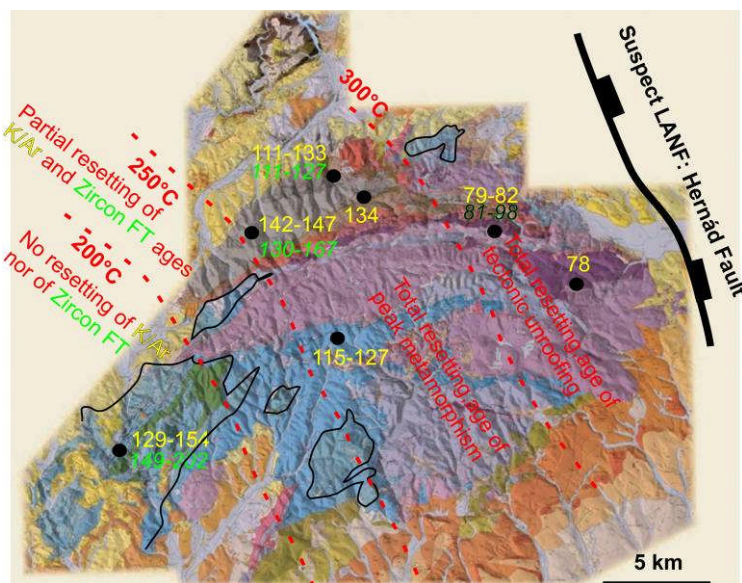 Suspect LANF: Hernád Fault
300°C
Partial resetting of
K/Ar and Zircon FT ages
250°C
111-133
111-127
134
79-82
81-98
142-147
130-167
No resetting of K/Ar
nor of Zircon FT
200°C
78
Total resetting age of
tectonic unroofing
Total resetting age of
peak metamorphism
115-127
129-154
149-232
5 km